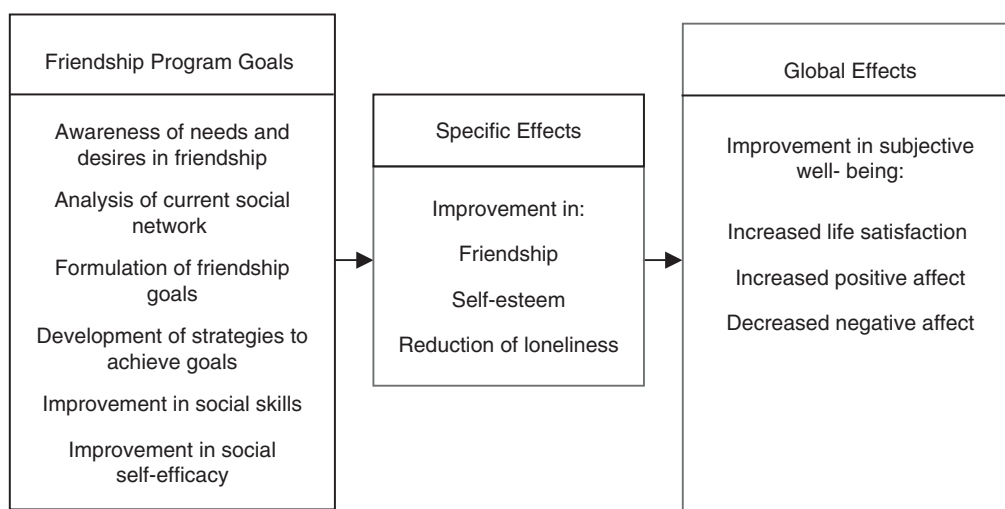 Friendship Program Goals
Awareness of needs and
desires in friendship
Analysis of current social
network
Formulation of friendship
goals
Development of strategies to
achieve goals
Improvement in social skills
Improvement in social
self-efficacy
Specific Effects
Improvement in:
Friendship
Self-esteem
Reduction of loneliness
Global Effects
Improvement in subjective
well- being:
Increased life satisfaction
Increased positive affect
Decreased negative affect